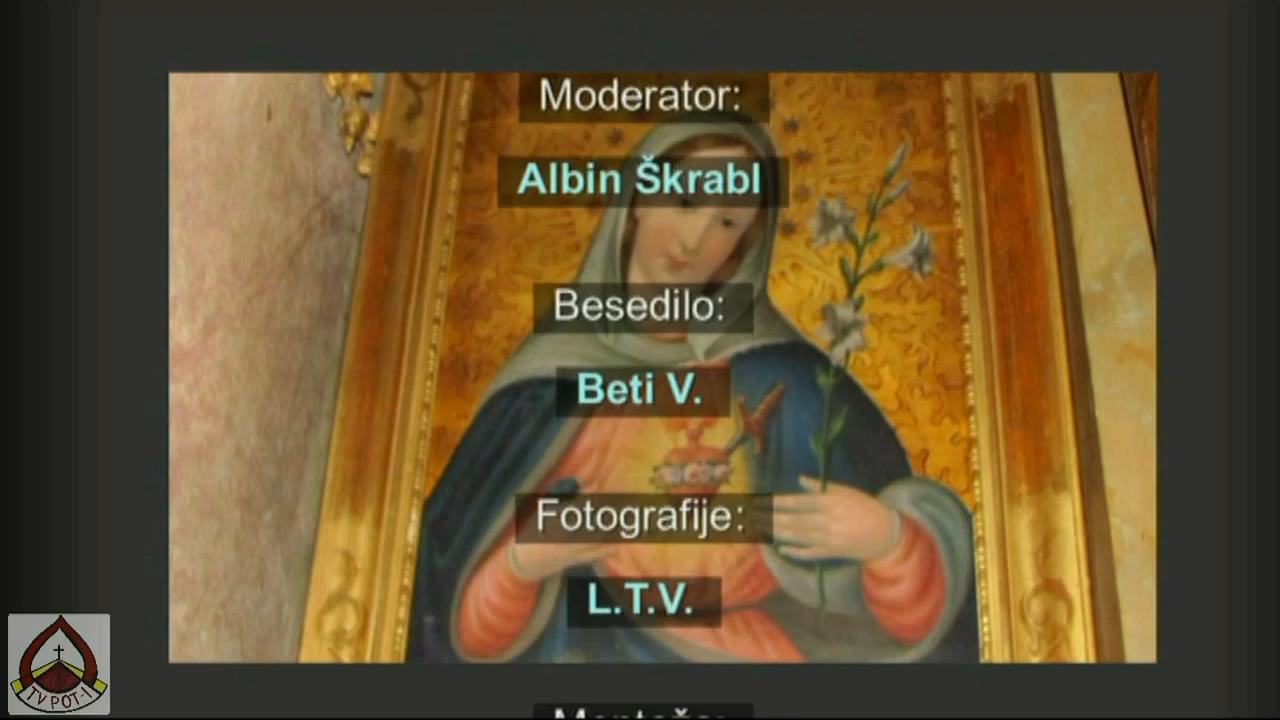 Moderator:
Albin Škrabl
Besedilo:
Beti V.
Fotografije:
L.T.V.
TV POT-1